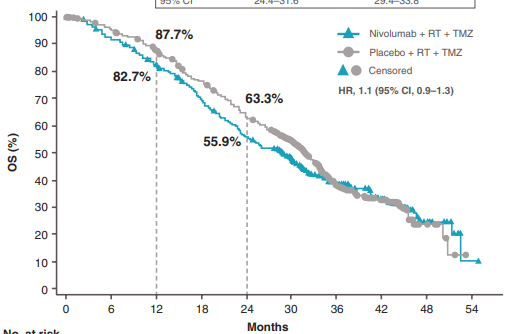 95% CI 24.4–31.6 29.4–33.8
100
90
80
70
60
50
40
30
20
10
0
OS (%)
87.7%
82.7%
63.3%
55.9%
Nivolumab + RT + TMZ
Placebo + RT + TMZ
Censored
HR, 1.1 (95% CI, 0.9–1.3)
0 6 12 18 24 30 36 42 48 54
Months
No. at risk